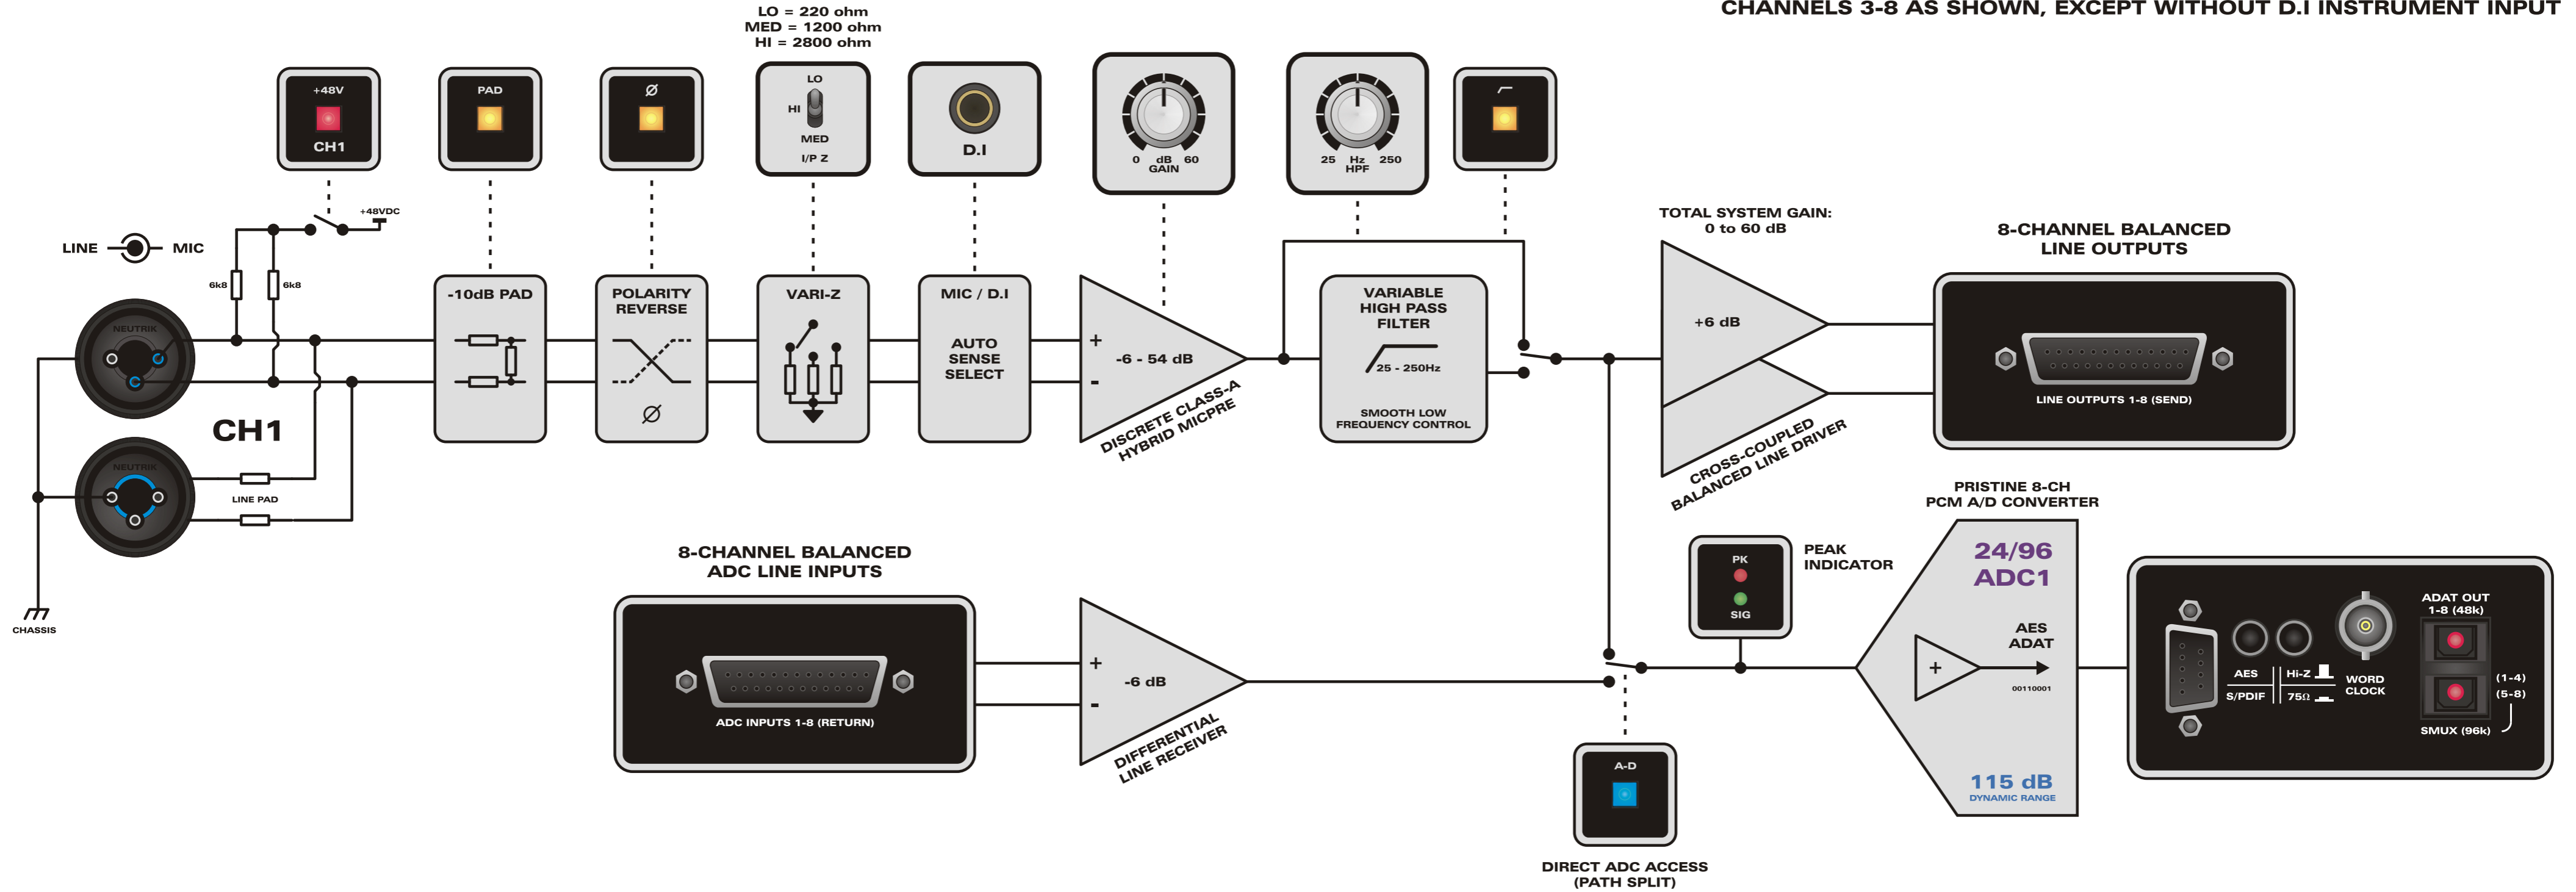 CHANNELS 3-8 AS SHOWN, EXCEPT WITHOUT D.I INSTRUMENT INPUT
LO = 220 ohm
MED = 1200 ohm
HI = 2800 ohm
+48V
CH1
PAD
Ø
LO
HI
MED
I/P Z
D.I
0 dB 60
GAIN
25 Hz 250
HPF
+48VDC
LINE
MIC
6k8
6k8
NEUTRIK
CH1
NEUTRIK
LINE PAD
CHASSIS
-10dB PAD
POLARITY
REVERSE
Ø
VARI-Z
MIC / D.I
AUTO
SENSE
SELECT
+
-
-6 - 54 dB
DISCRETE CLASS-A
HYBRID MICPRE
VARIABLE
HIGH PASS
FILTER
25 - 250Hz
SMOOTH LOW
FREQUENCY CONTROL
TOTAL SYSTEM GAIN:
0 to 60 dB
+6 dB
CROSS-COUPLED
BALANCED LINE DRIVER
8-CHANNEL BALANCED
LINE OUTPUTS
LINE OUTPUTS 1-8 (SEND)
8-CHANNEL BALANCED
ADC LINE INPUTS
ADC INPUTS 1-8 (RETURN)
+
-
-6 dB
DIFFERENTIAL
LINE RECEIVER
A-D
DIRECT ADC ACCESS
(PATH SPLIT)
PK
SIG
PEAK
INDICATOR
PRISTINE 8-CH
PCM A/D CONVERTER
24/96
ADC1
AES
ADAT
+
00110001
115 dB
DYNAMIC RANGE
AES
S/PDIF
Hi-Z
75Ω
WORD
CLOCK
ADAT OUT
1-8 (48k)
(1-4)
(5-8)
SMUX (96k)